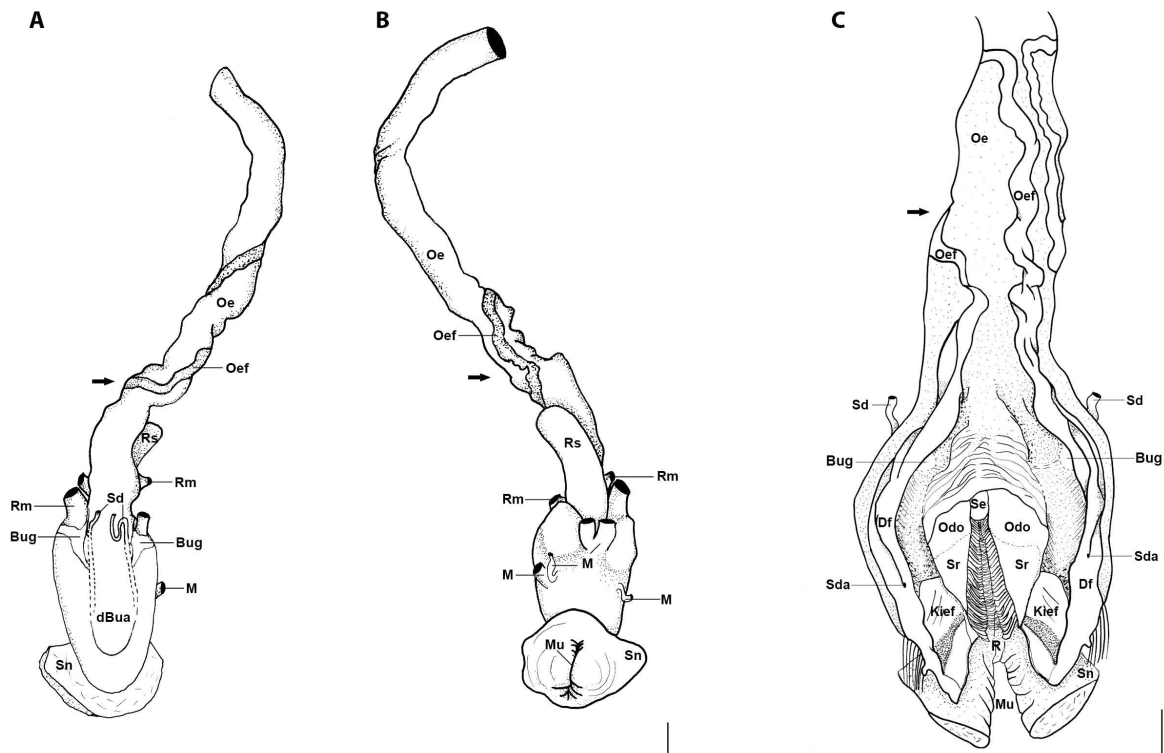 A
Oe
Oef
Rs
Rm
Rm
Sd
Bug
Bug
M
dBua
Sn
B
Oe
Oef
Rs
Rm
Rm
M
M
M
Mu
Sn
C
Oe
Oef
Oef
Sd
Sd
Bug
Bug
Se
Odo
Odo
Df
Sr
Sr
Sda
Sda
Df
Kief
Kief
R
Sn
Mu